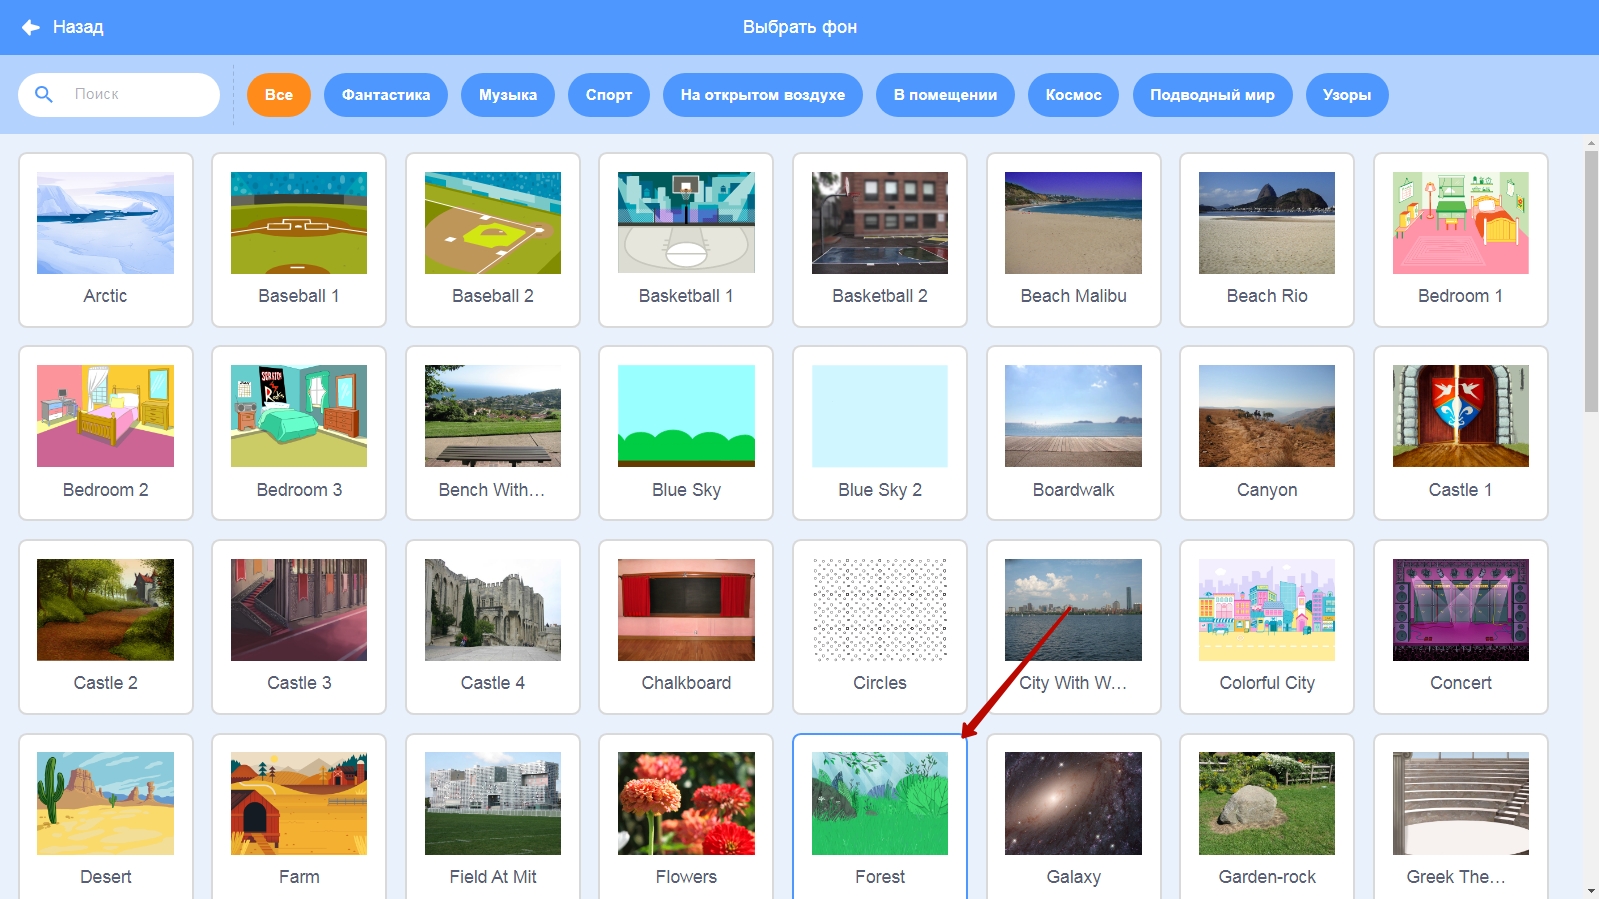 Назад
Выбрать фон
Поиск
Все
Фантастика
Музыка
Спорт
На открытом воздухе
В помещении
Космос
Подводный мир
Узоры
Arctic
Baseball 1
Baseball 2
Basketball 1
Basketball 2
Beach Malibu
Beach Rio
Bedroom 1
Bedroom 2
Bedroom 3
Bench With...
Blue Sky
Blue Sky 2
Boardwalk
Canyon
Castle 1
Castle 2
Castle 3
Castle 4
Chalkboard
Circles
City With W...
Colorful City
Concert
Desert
Farm
Field At Mit
Flowers
Forest
Galaxy
Garden-rock
Greek The...